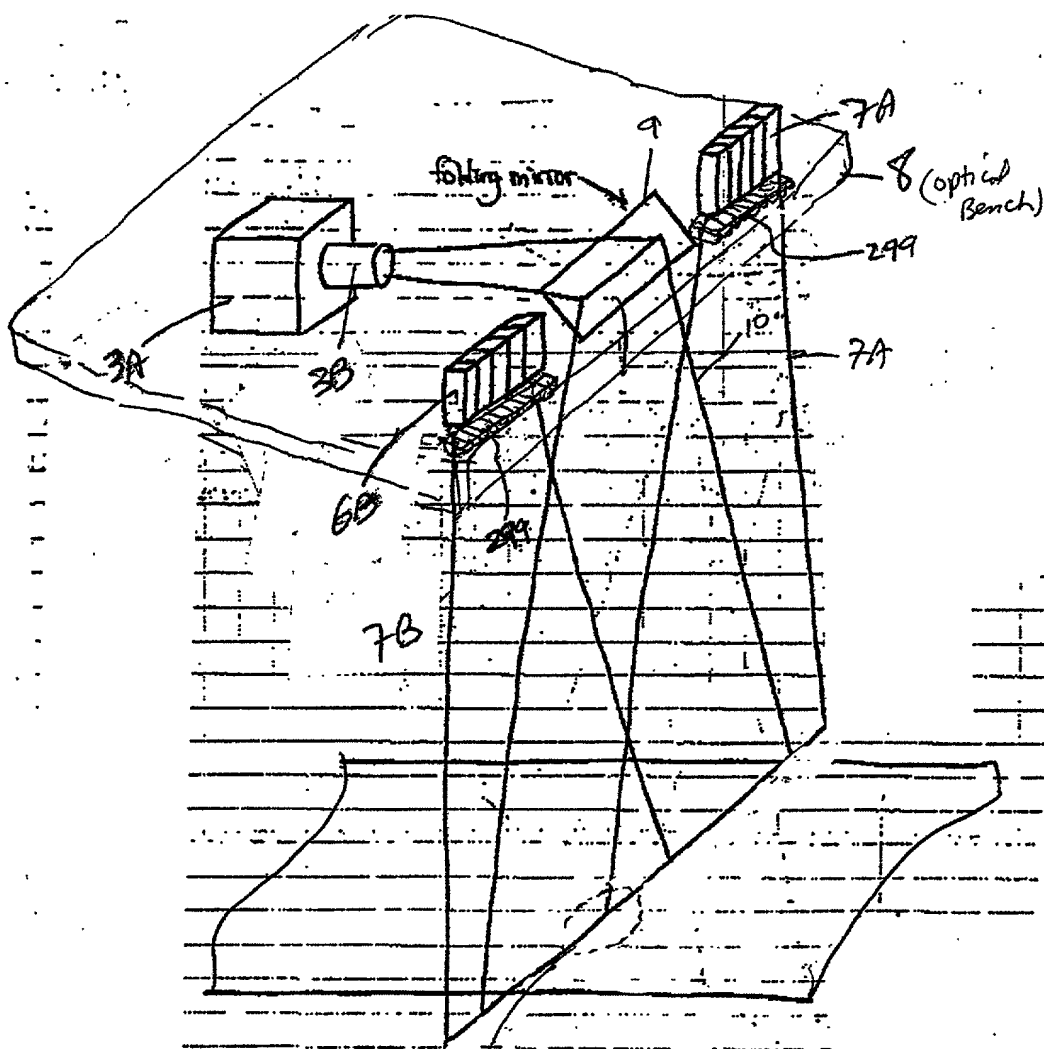 7A
9
folding mirror
8 (optical
Bench)
299
10
3A
3B
7A
6B
299
7B